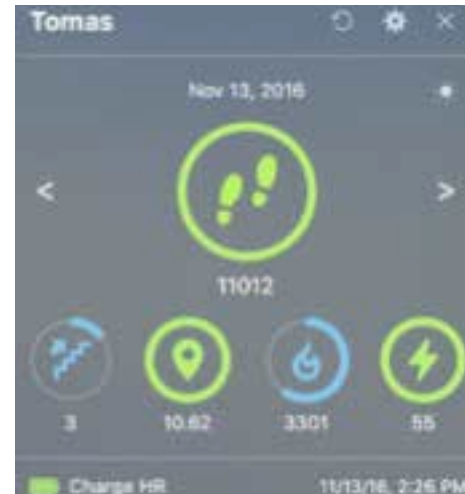 Tomas
Nov 13, 2016
< >
11012
3 10.62 3301 55
Charge HR 11/13/16, 2:26 PM